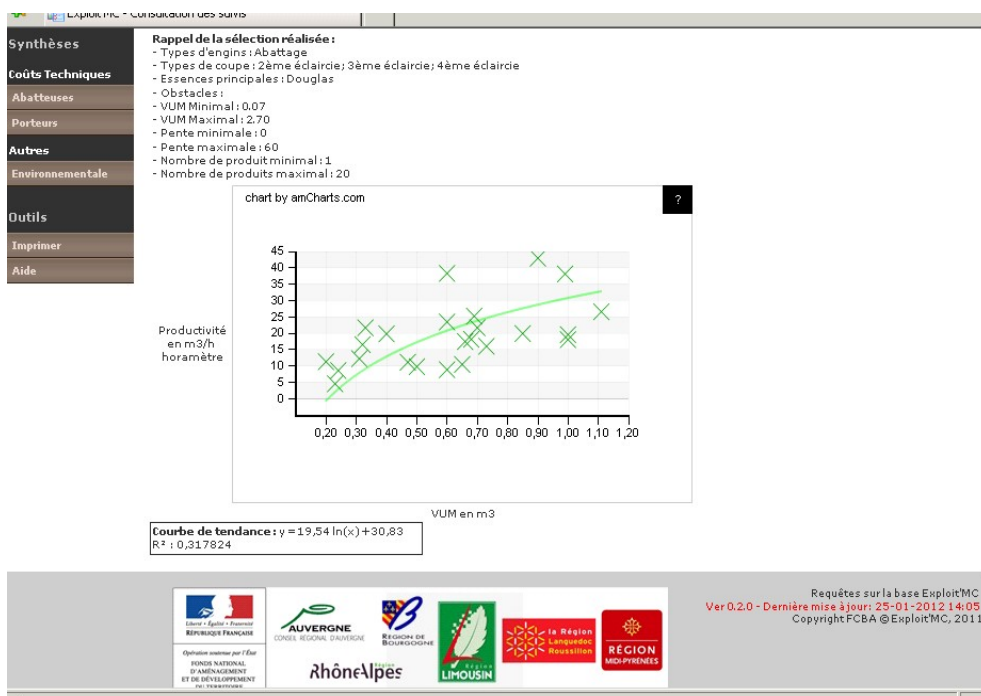 Exploit'MC - Consultation des suivis
Synthèses
Coûts Techniques
Abatteuses
Porteurs
Autres
Environnementale
Outils
Imprimer
Aide
Rappel de la sélection réalisée :
- Types d'engins : Abattage
- Types de coupe : 2ème éclaircie; 3ème éclaircie; 4ème éclaircie
- Essences principales : Douglas
- Obstacles :
- VUM Minimal : 0.07
- VUM Maximal : 2.70
- Pente minimale : 0
- Pente maximale : 60
- Nombre de produit minimal : 1
- Nombre de produits maximal : 20
chart by amCharts.com
?
45
40
35
30
25
20
15
10
5
0
Productivité
en m3/h
horamètre
0,20 0,30 0,40 0,50 0,60 0,70 0,80 0,90 1,00 1,10 1,20
VUM en m3
Courbe de tendance : y = 19,54 ln(x) + 30,83
R² : 0,317824
Liberté • Égalité • Fraternité
RÉPUBLIQUE FRANÇAISE
Opération soutenue par l'État
FONDS NATIONAL
D'AMÉNAGEMENT
ET DE DÉVELOPPEMENT
DU TERRITOIRE
AUVERGNE
CONSEIL RÉGIONAL D'AUVERGNE
RhôneAlpes
REGION DE
BOURGOGNE
Région
LIMOUSIN
la Région
Languedoc
Roussillon
RÉGION
MIDI-PYRÉNÉES
Requêtes sur la base Exploit'MC
Ver 0.2.0 - Dernière mise à jour: 25-01-2012 14:05
Copyright FCBA @ Exploit'MC, 2011